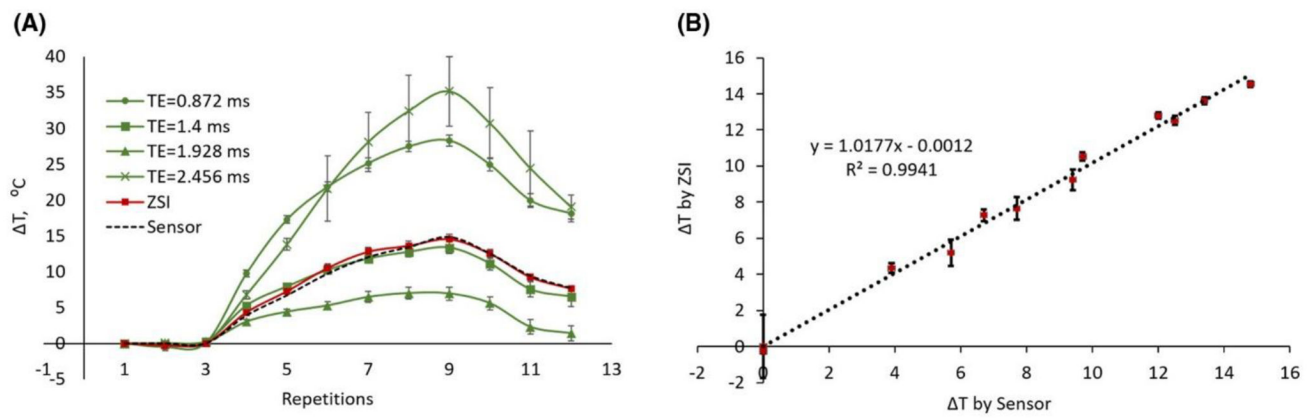 (A)
40
35
30
25
20
15
10
5
0
-5
ΔT, °C
TE=0.872 ms
TE=1.4 ms
TE=1.928 ms
TE=2.456 ms
ZSI
Sensor
-1 1 3 5 7 9 11 13
Repetitions
(B)
16
14
12
10
8
6
4
2
0
-2
ΔT by ZSI
y = 1.0177x - 0.0012
R² = 0.9941
-2 0 2 4 6 8 10 12 14 16
ΔT by Sensor